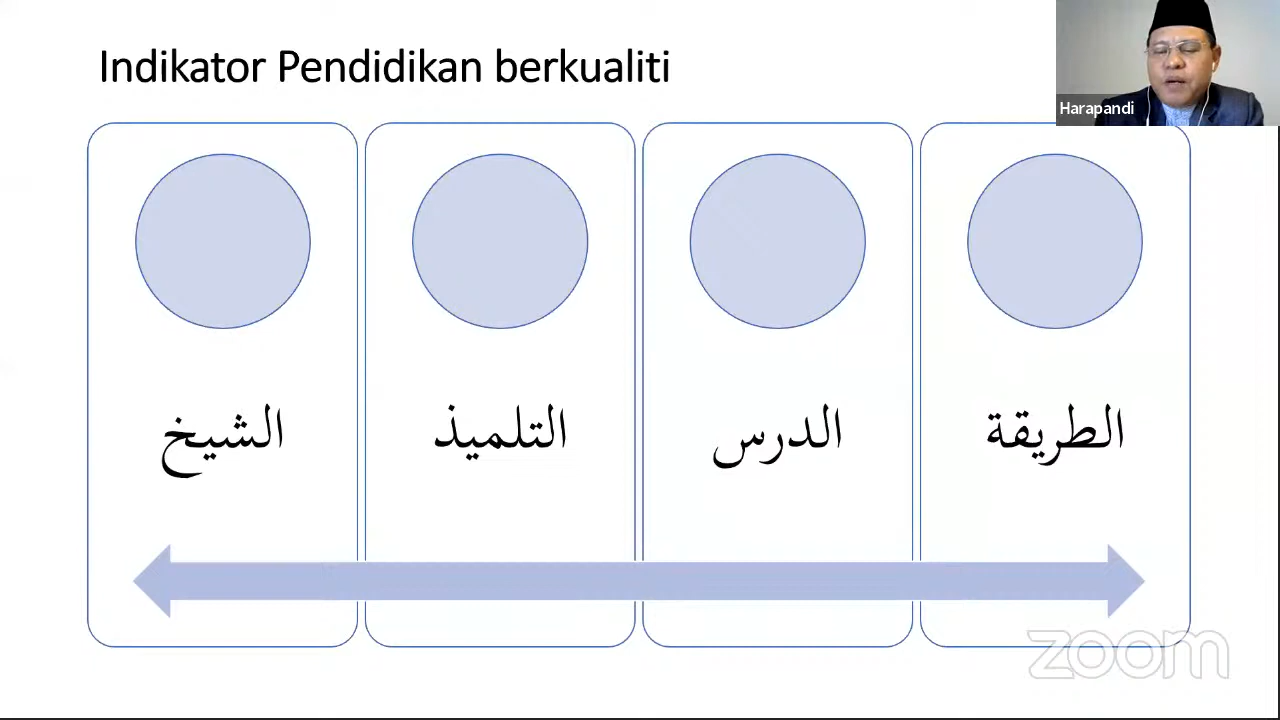 Indikator Pendidikan berkualiti
Harapandi
الشيخ
التلميذ
الدرس
الطريقة
zoom